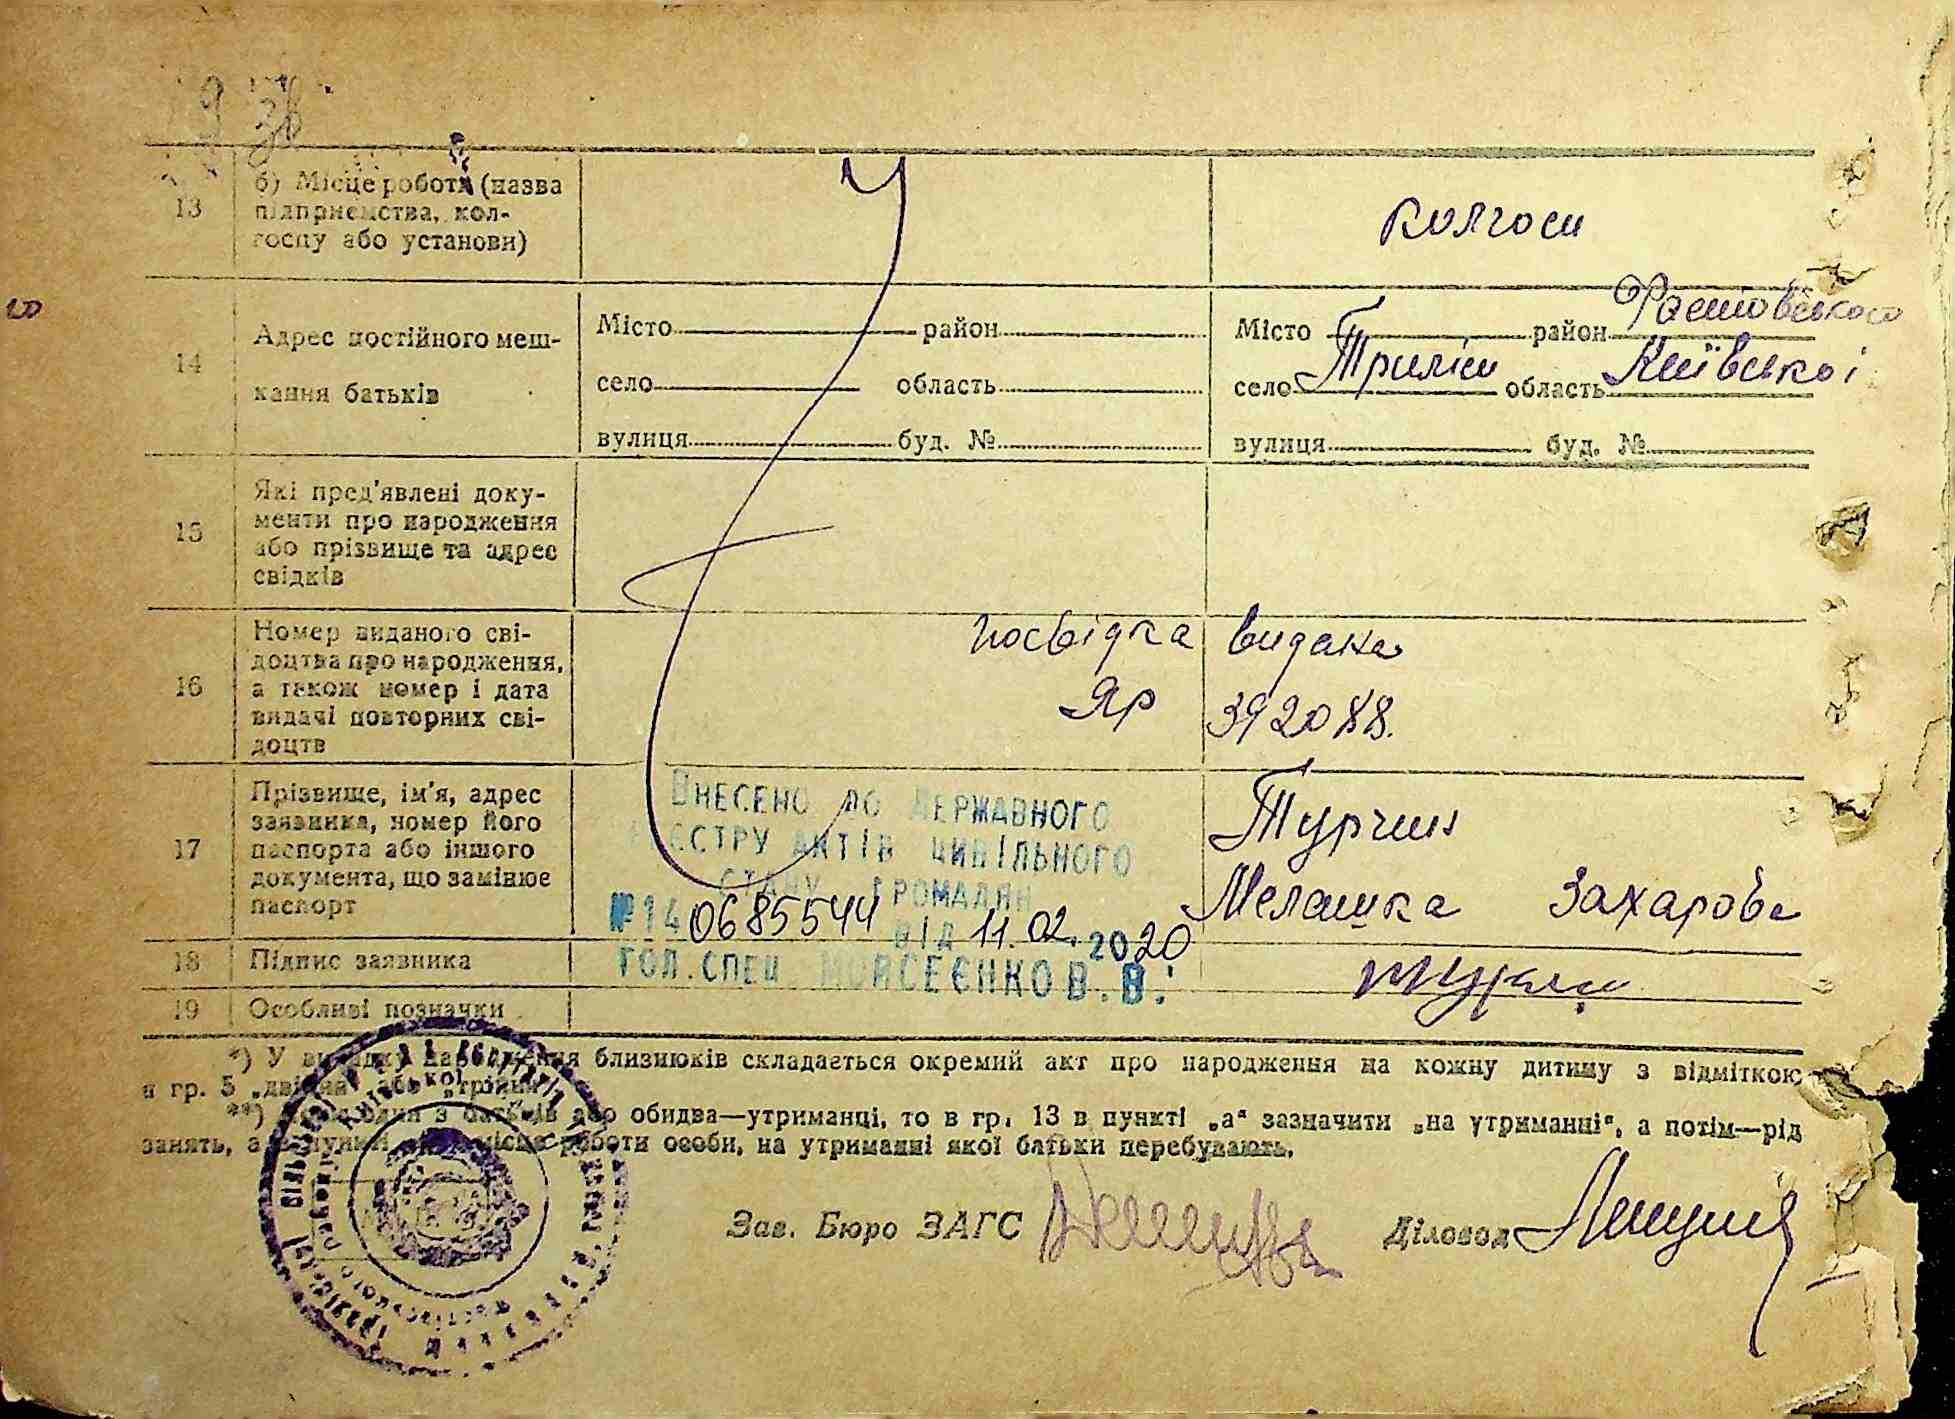 13
б) Місце роботи (назва
підприємства, кол-
госпу або установи)
колгосп
14
Адрес постійного меш-
кання батьків
Місто район
село область
вулиця буд. №
Місто район Фастовського
село Триліси область Київської
вулиця буд. №
15
Які пред'явлені доку-
менти про народження
або прізвище та адрес
свідків
16
Номер виданого сві-
доцтва про народження,
а також номер і дата
видачі повторних сві-
доцтв
посвідка видана
ЯР 392088.
17
Прізвище, ім'я, адрес
заявника, номер його
паспорта або іншого
документа, що замінює
паспорт
Турчин
Мелашка Захарова
Внесено до Державного
реєстру актів цивільного
стану громадян
№14 0685544 від 11.02.2020
Гол. спец Моісеєнко В.В.
18
Підпис заявника
19
Особливі позначки
*) У випадку народження близнюків складається окремий акт про народження на кожну дитину з відміткою
в гр. 5 „двійня" або „трійня".
**) Якщо один з батьків або обидва—утриманці, то в гр. 13 в пункті „а" зазначити „на утриманні", а потім—рід
занять, а в пункті місце роботи особи, на утриманні якої батьки перебувають.
Зав. Бюро ЗАГС
Діловод